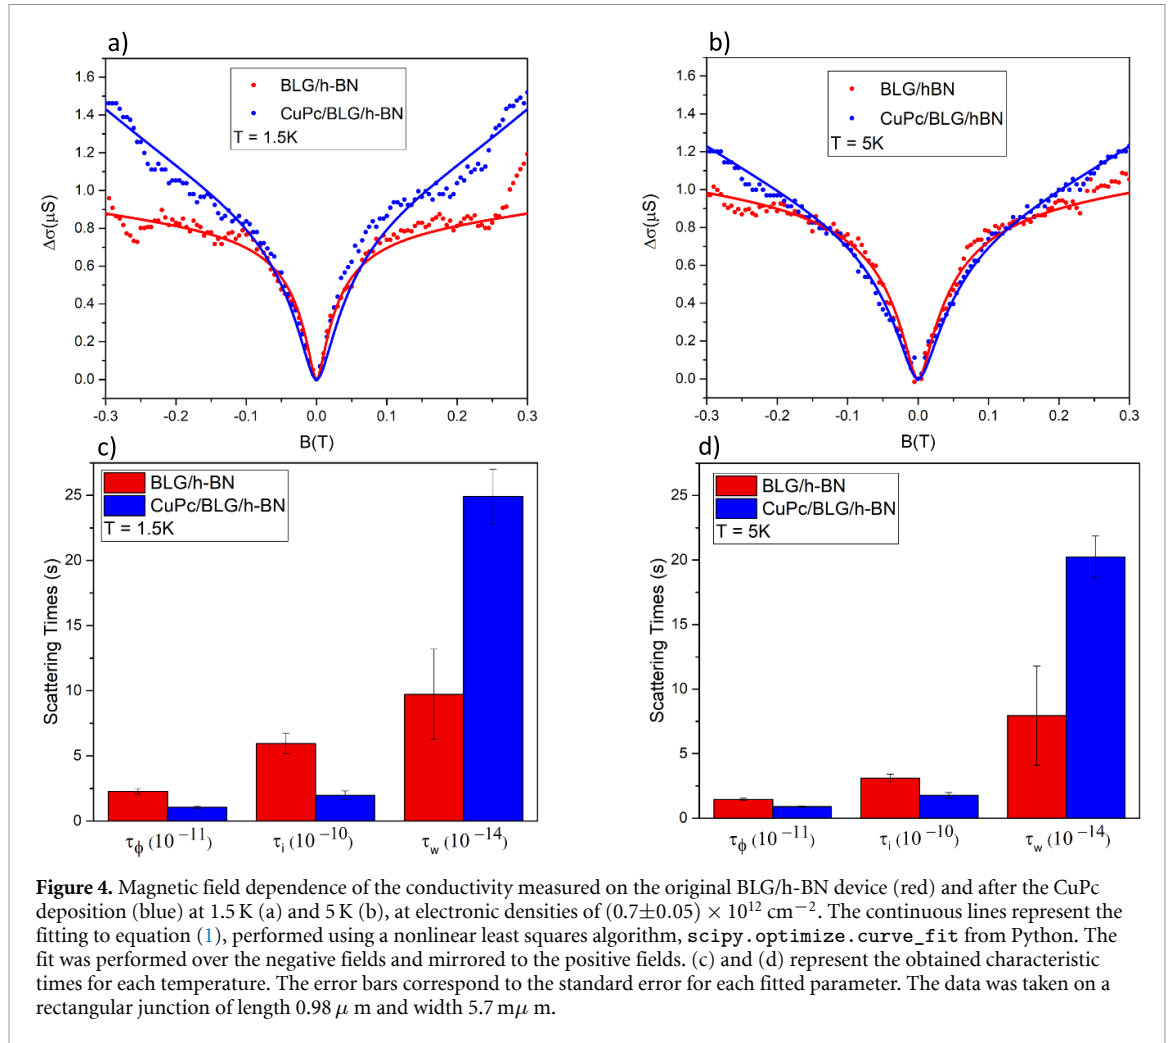 a)
1.6
1.4
1.2
1.0
0.8
0.6
0.4
0.2
0.0
Δσ(μS)
BLG/h-BN
CuPc/BLG/h-BN
T = 1.5K
-0.3 -0.2 -0.1 0.0 0.1 0.2 0.3
B(T)
b)
1.6
1.4
1.2
1.0
0.8
0.6
0.4
0.2
0.0
Δσ(μS)
BLG/hBN
CuPc/BLG/hBN
T = 5K
-0.3 -0.2 -0.1 0.0 0.1 0.2 0.3
B(T)
c)
25
20
15
10
5
0
Scattering Times (s)
BLG/h-BN
CuPc/BLG/h-BN
T = 1.5K
τϕ (10⁻¹¹) τi (10⁻¹⁰) τw (10⁻¹⁴)
d)
25
20
15
10
5
0
Scattering Times (s)
BLG/h-BN
CuPc/BLG/h-BN
T = 5K
τϕ (10⁻¹¹) τi (10⁻¹⁰) τw (10⁻¹⁴)
Figure 4. Magnetic field dependence of the conductivity measured on the original BLG/h-BN device (red) and after the CuPc
deposition (blue) at 1.5 K (a) and 5 K (b), at electronic densities of (0.7±0.05) × 10¹² cm⁻². The continuous lines represent the
fitting to equation (1), performed using a nonlinear least squares algorithm, scipy.optimize.curve_fit from Python. The
fit was performed over the negative fields and mirrored to the positive fields. (c) and (d) represent the obtained characteristic
times for each temperature. The error bars correspond to the standard error for each fitted parameter. The data was taken on a
rectangular junction of length 0.98 μ m and width 5.7 mμ m.